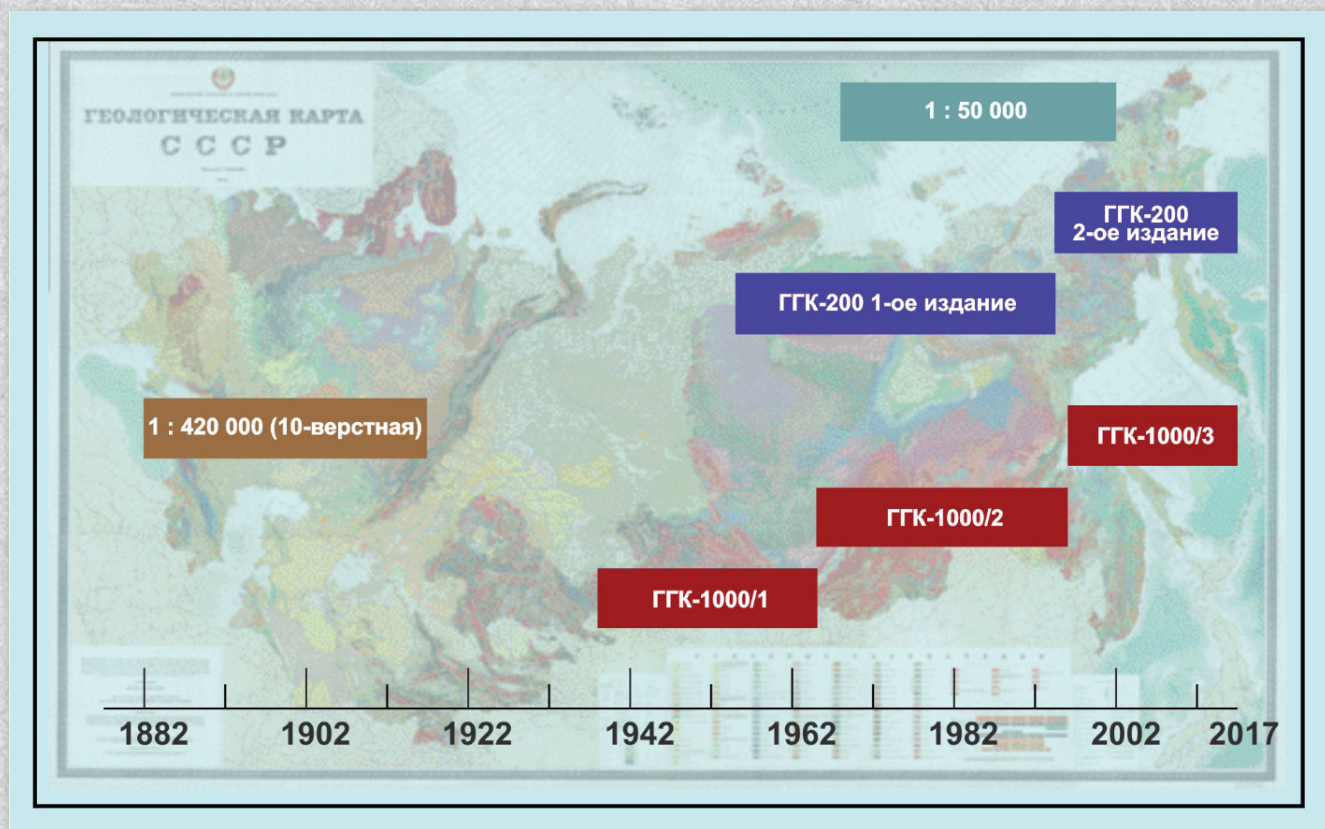 ГЕОЛОГИЧЕСКАЯ КАРТА
СССР
1 : 50 000
ГГК-200
2-ое издание
ГГК-200 1-ое издание
1 : 420 000 (10-верстная)
ГГК-1000/3
ГГК-1000/2
ГГК-1000/1
1882 1902 1922 1942 1962 1982 2002 2017